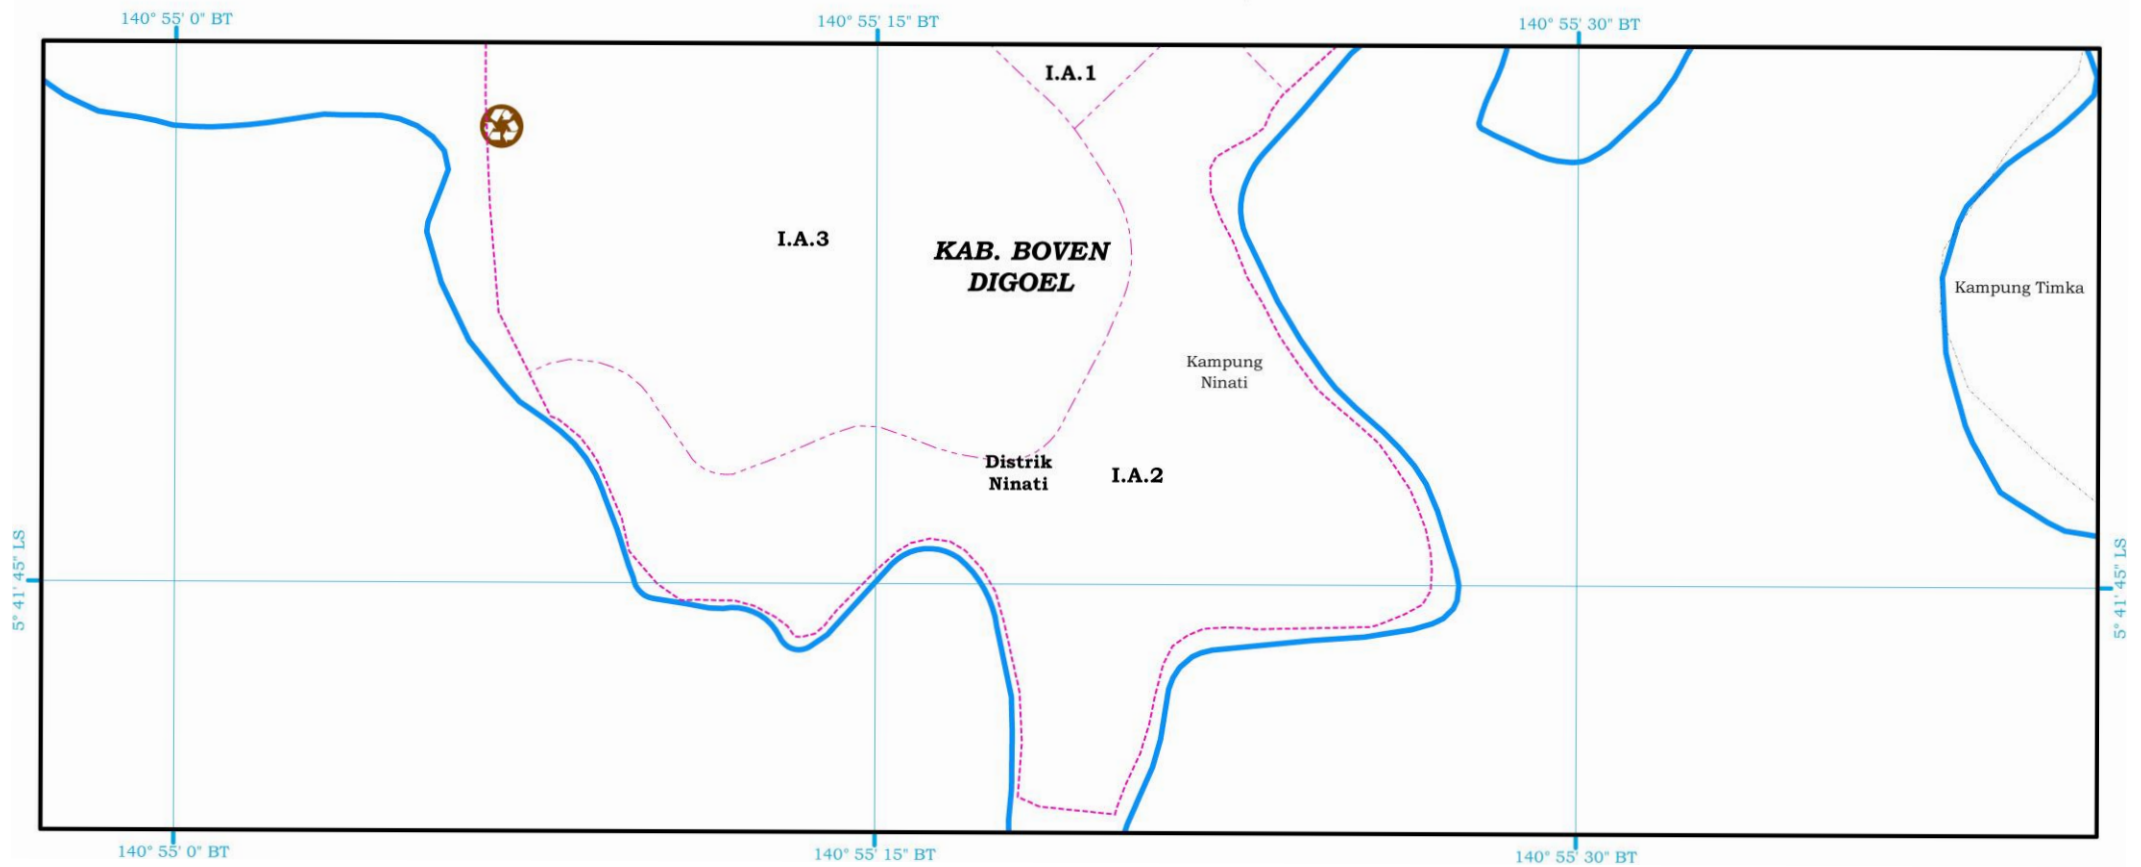 140° 55' 0" BT
140° 55' 15" BT
140° 55' 30" BT
I.A.1
I.A.3
KAB. BOVEN
DIGOEL
Kampung Timka
Kampung
Ninati
Distrik
Ninati
I.A.2
5° 41' 45" LS
5° 41' 45" LS
140° 55' 0" BT
140° 55' 15" BT
140° 55' 30" BT